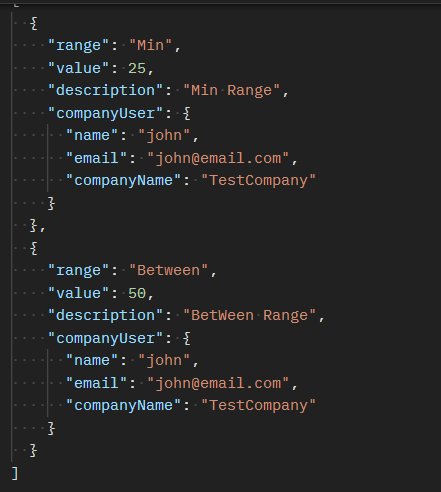 [
  {
    "range": "Min",
    "value": 25,
    "description": "Min Range",
    "companyUser": {
      "name": "john",
      "email": "john@email.com",
      "companyName": "TestCompany"
    }
  },
  {
    "range": "Between",
    "value": 50,
    "description": "BetWeen Range",
    "companyUser": {
      "name": "john",
      "email": "john@email.com",
      "companyName": "TestCompany"
    }
  }
]